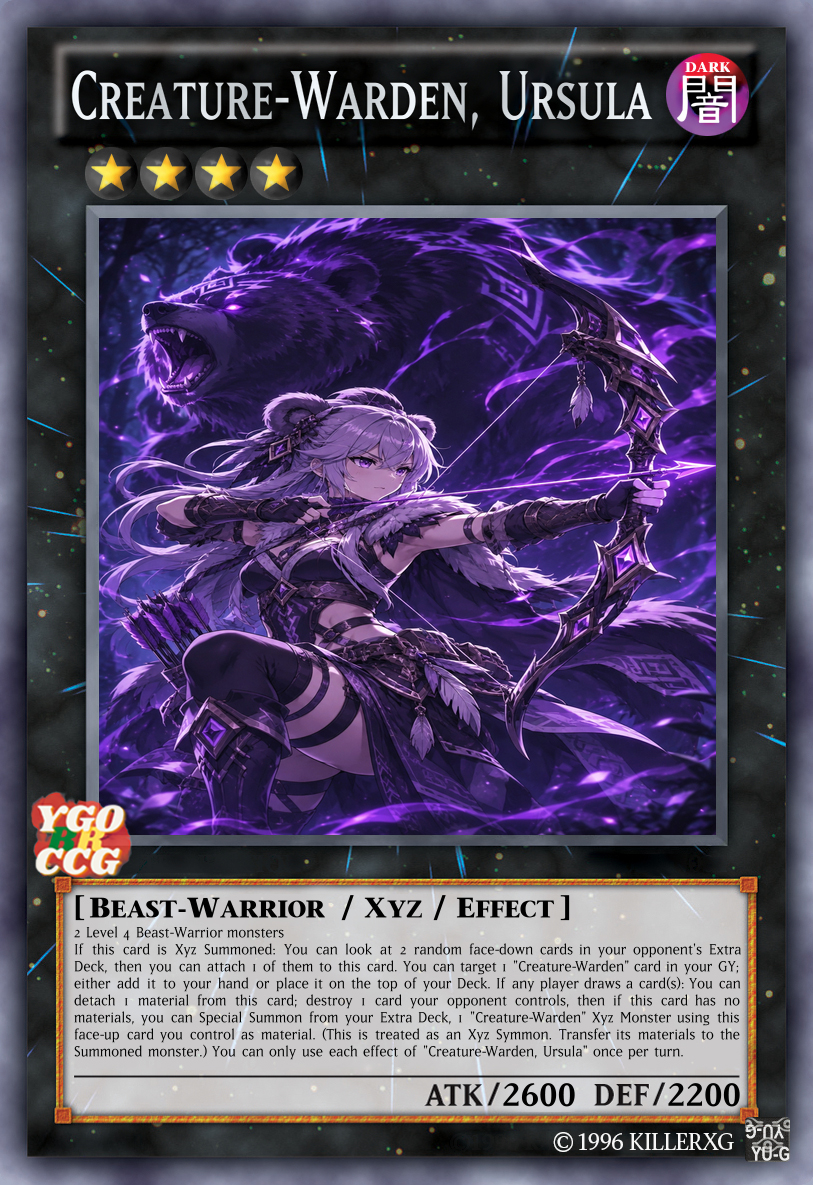 Creature-Warden, Ursula
DARK
闇
YGO
RR
CCG
[ Beast-Warrior / Xyz / Effect ]
2 Level 4 Beast-Warrior monsters
If this card is Xyz Summoned: You can look at 2 random face-down cards in your opponent's Extra
Deck, then you can attach 1 of them to this card. You can target 1 "Creature-Warden" card in your GY;
either add it to your hand or place it on the top of your Deck. If any player draws a card(s): You can
detach 1 material from this card; destroy 1 card your opponent controls, then if this card has no
materials, you can Special Summon from your Extra Deck, 1 "Creature-Warden" Xyz Monster using this
face-up card you control as material. (This is treated as an Xyz Symmon. Transfer its materials to the
Summoned monster.) You can only use each effect of "Creature-Warden, Ursula" once per turn.
ATK/2600 DEF/2200
© 1996 KILLERXG
YU-G
YU-G